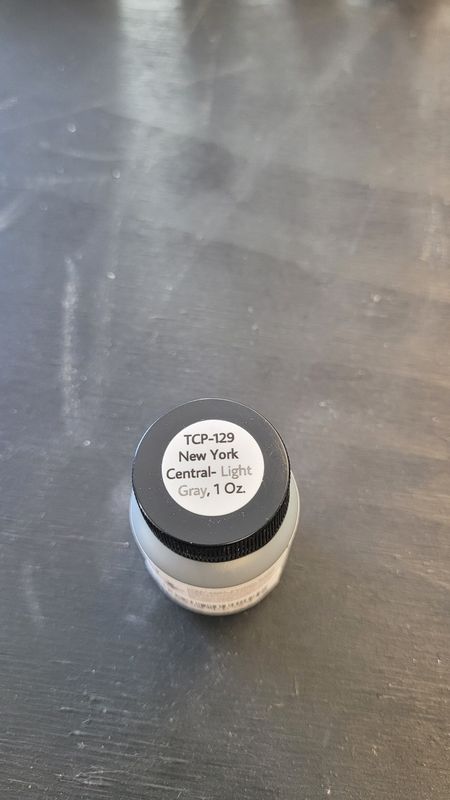 TCP-129
New York
Central- Light
Gray, 1 Oz.